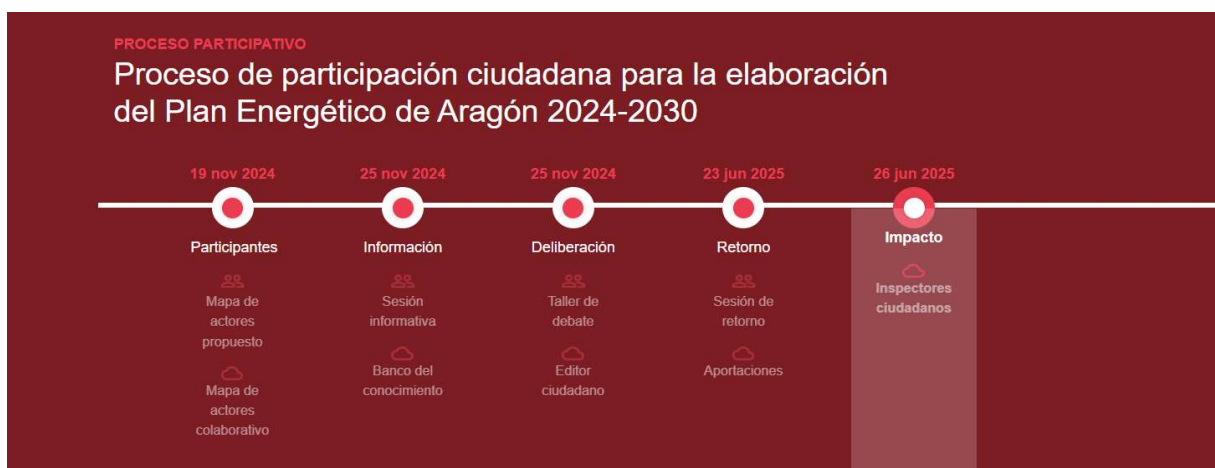 PROCESO PARTICIPATIVO
Proceso de participación ciudadana para la elaboración
del Plan Energético de Aragón 2024-2030
19 nov 2024
Participantes
Mapa de
actores
propuesto
Mapa de
actores
colaborativo
25 nov 2024
Información
Sesión
informativa
Banco del
conocimiento
25 nov 2024
Deliberación
Taller de
debate
Editor
ciudadano
23 jun 2025
Retorno
Sesión de
retorno
Aportaciones
26 jun 2025
Impacto
Inspectores
ciudadanos